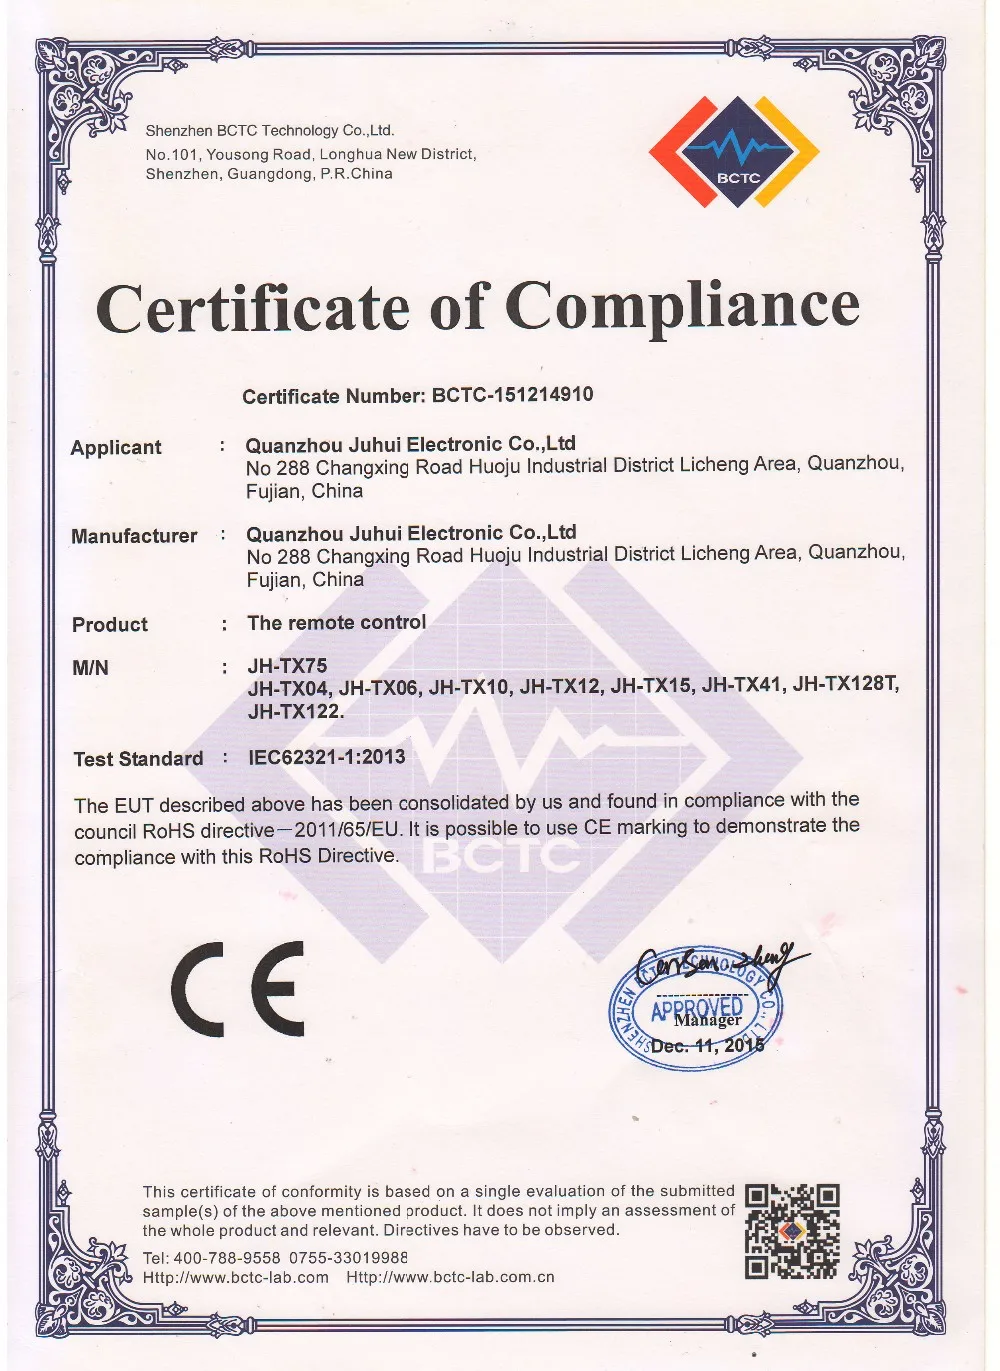 Shenzhen BCTC Technology Co.,Ltd.
No.101, Yousong Road, Longhua New District,
Shenzhen, Guangdong, P.R.China
BCTC
Certificate of Compliance
Certificate Number: BCTC-151214910
Applicant : Quanzhou Juhui Electronic Co.,Ltd
No 288 Changxing Road Huoju Industrial District Licheng Area, Quanzhou,
Fujian, China
Manufacturer : Quanzhou Juhui Electronic Co.,Ltd
No 288 Changxing Road Huoju Industrial District Licheng Area, Quanzhou,
Fujian, China
Product : The remote control
M/N : JH-TX75
JH-TX04, JH-TX06, JH-TX10, JH-TX12, JH-TX15, JH-TX41, JH-TX128T,
JH-TX122.
Test Standard : IEC62321-1:2013
The EUT described above has been consolidated by us and found in compliance with the
council RoHS directive—2011/65/EU. It is possible to use CE marking to demonstrate the
compliance with this RoHS Directive.
BCTC
CE
SHENZHEN BCTC TECHNOLOGY CO., LTD
APPROVED
Manager
Dec. 11, 2015
This certificate of conformity is based on a single evaluation of the submitted
sample(s) of the above mentioned product. It does not imply an assessment of
the whole product and relevant. Directives have to be observed.
Tel: 400-788-9558 0755-33019988
Http://www.bctc-lab.com Http://www.bctc-lab.com.cn